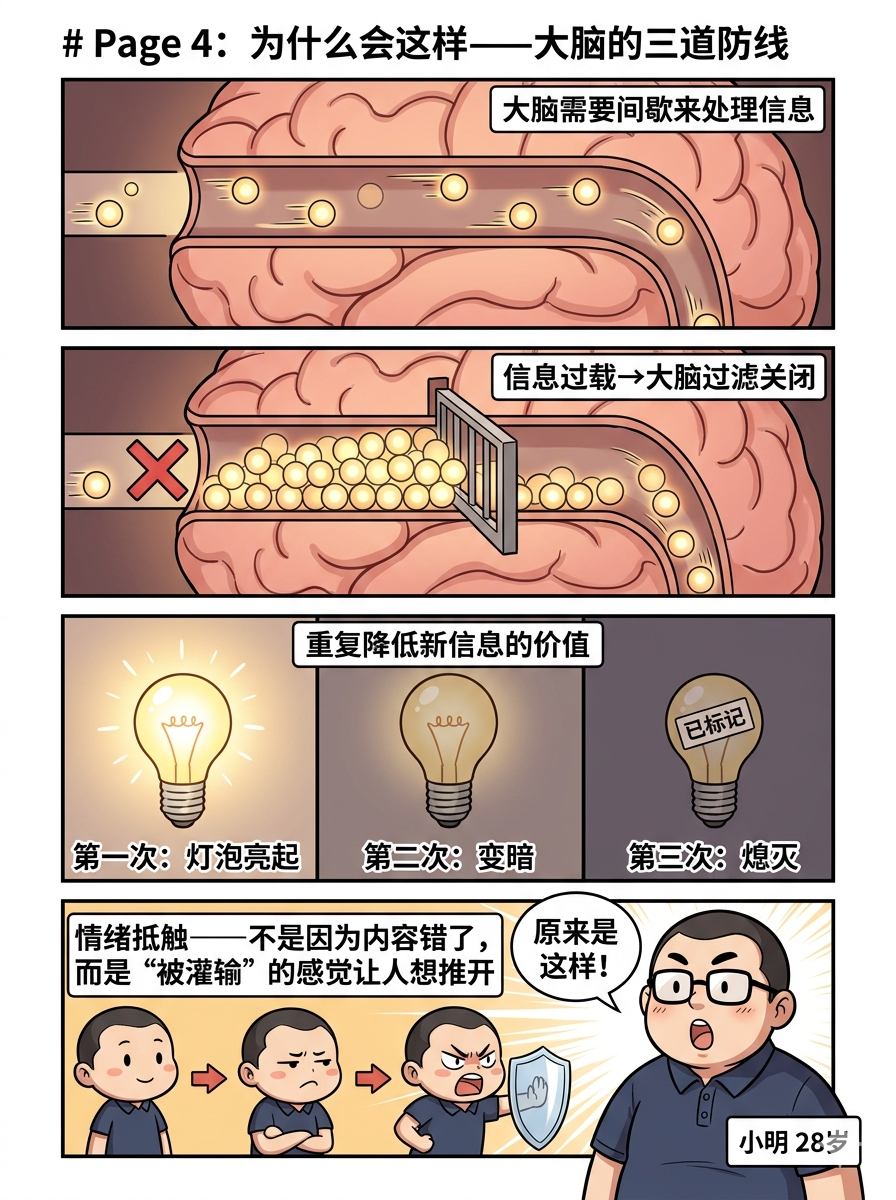 # Page 4：为什么会这样——大脑的三道防线
大脑需要间歇来处理信息
信息过载→大脑过滤关闭
重复降低新信息的价值
已标记
第一次：灯泡亮起
第二次：变暗
第三次：熄灭
情绪抵触——不是因为内容错了，
而是“被灌输”的感觉让人想推开
原来是
这样！
小明 28岁